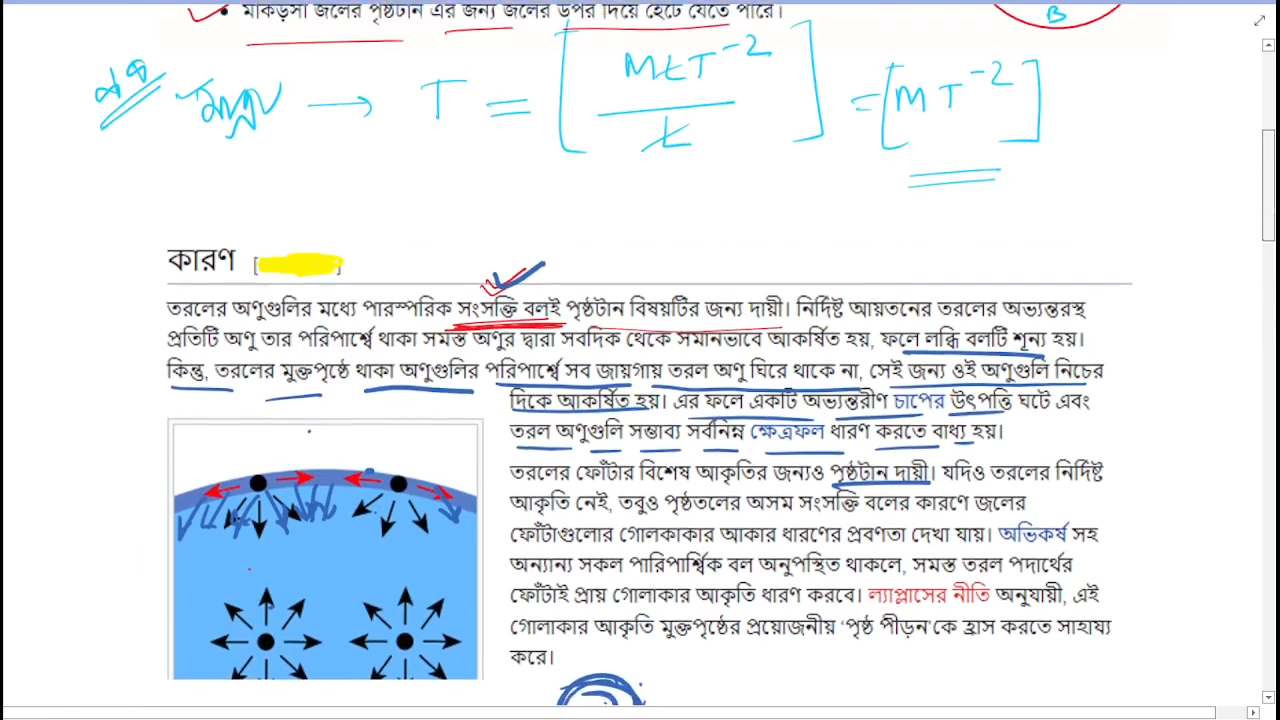 মাকড়সা জলের পৃষ্ঠটান এর জন্য জলের উপর দিয়ে হেটে যেতে পারে।
B
→ T = [MLT⁻² / L] = [MT⁻²]
কারণ [ ]
তরলের অণুগুলির মধ্যে পারস্পরিক সংসক্তি বলই পৃষ্ঠটান বিষয়টির জন্য দায়ী। নির্দিষ্ট আয়তনের তরলের অভ্যন্তরস্থ
প্রতিটি অণু তার পরিপার্শ্বে থাকা সমস্ত অণুর দ্বারা সবদিক থেকে সমানভাবে আকর্ষিত হয়, ফলে লব্ধি বলটি শূন্য হয়।
কিন্তু, তরলের মুক্তপৃষ্ঠে থাকা অণুগুলির পরিপার্শ্বে সব জায়গায় তরল অণু ঘিরে থাকে না, সেই জন্য ওই অণুগুলি নিচের
দিকে আকর্ষিত হয়। এর ফলে একটি অভ্যন্তরীণ চাপের উৎপত্তি ঘটে এবং
তরল অণুগুলি সম্ভাব্য সর্বনিম্ন ক্ষেত্রফল ধারণ করতে বাধ্য হয়।
তরলের ফোঁটার বিশেষ আকৃতির জন্যও পৃষ্ঠটান দায়ী। যদিও তরলের নির্দিষ্ট
আকৃতি নেই, তবুও পৃষ্ঠতলের অসম সংসক্তি বলের কারণে জলের
ফোঁটাগুলোর গোলকাকার আকার ধারণের প্রবণতা দেখা যায়। অভিকর্ষ সহ
অন্যান্য সকল পারিপার্শ্বিক বল অনুপস্থিত থাকলে, সমস্ত তরল পদার্থের
ফোঁটাই প্রায় গোলাকার আকৃতি ধারণ করবে। ল্যাপ্লাসের নীতি অনুযায়ী, এই
গোলাকার আকৃতি মুক্তপৃষ্ঠের প্রয়োজনীয় ‘পৃষ্ঠ পীড়ন’কে হ্রাস করতে সাহায্য
করে।